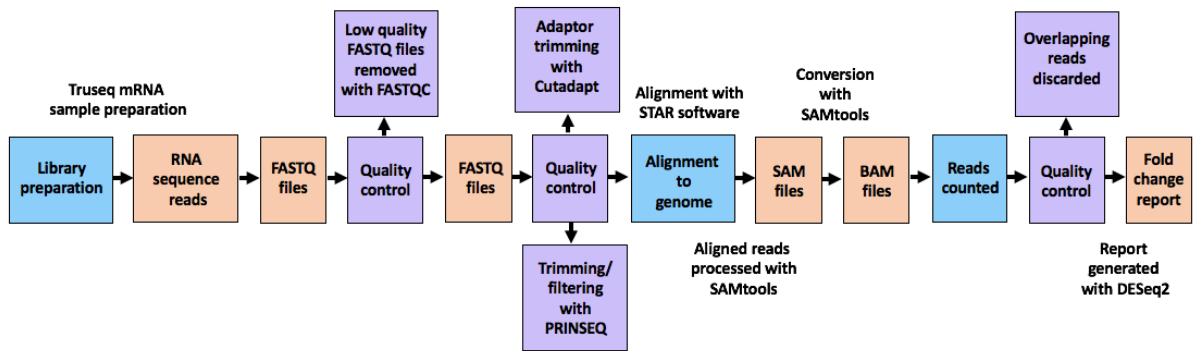 Low quality
FASTQ files
removed
with FASTQC
Adaptor
trimming
with
Cutadapt
Overlapping
reads
discarded
Truseq mRNA
sample preparation
Alignment with
STAR software
Conversion
with
SAMtools
Library
preparation
RNA
sequence
reads
FASTQ
files
Quality
control
FASTQ
files
Quality
control
Alignment
to
genome
SAM
files
BAM
files
Reads
counted
Quality
control
Fold
change
report
Trimming/
filtering
with
PRINSEQ
Aligned reads
processed with
SAMtools
Report
generated
with DESeq2